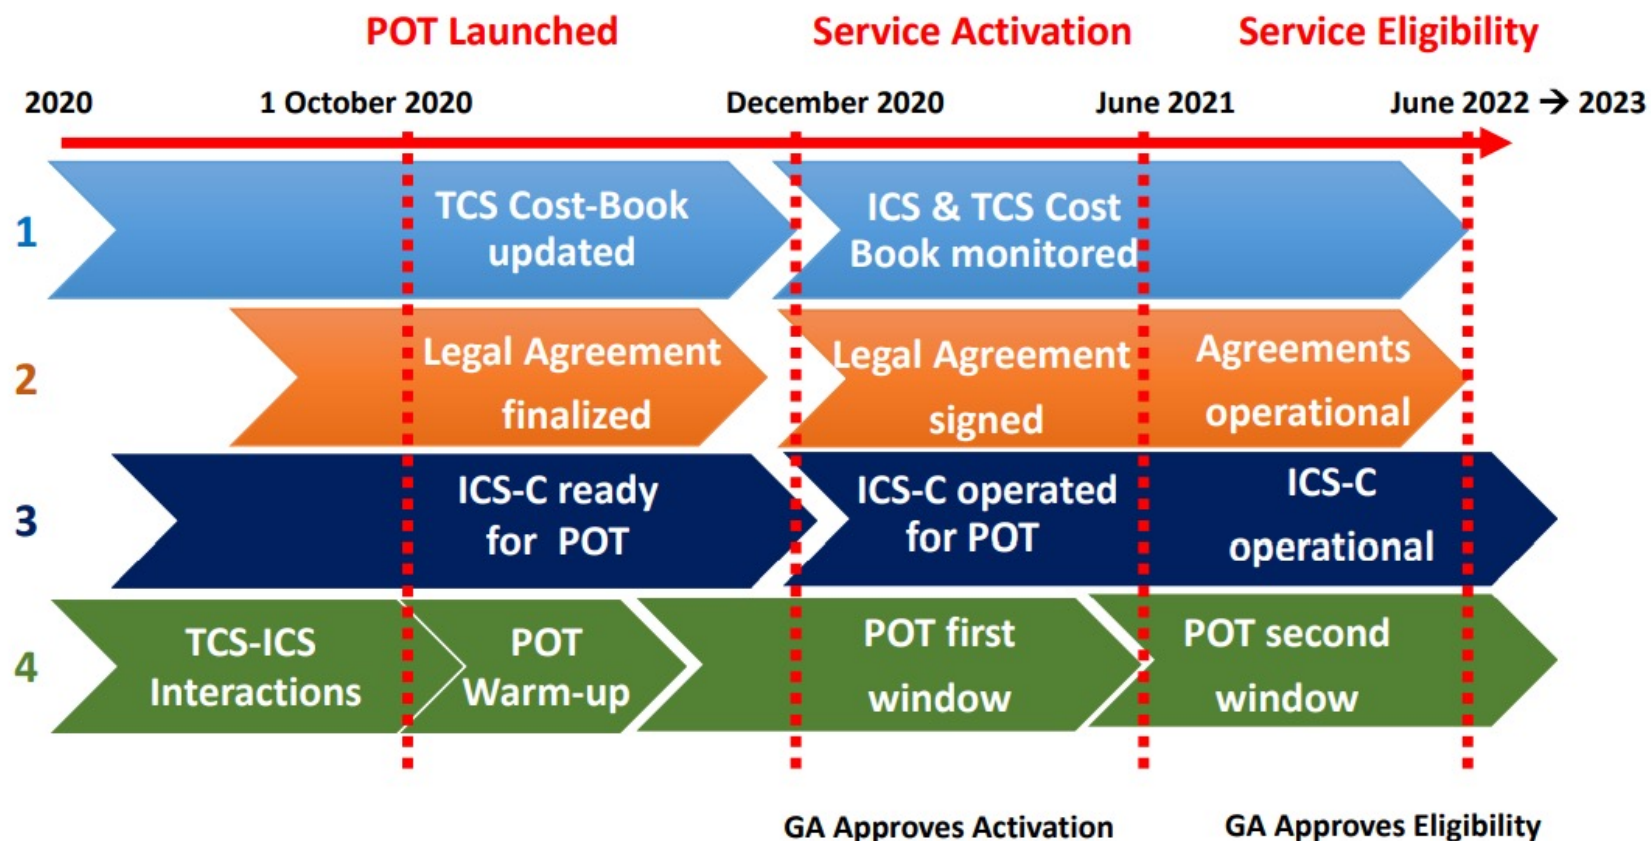 POT Launched Service Activation Service Eligibility
2020 1 October 2020 December 2020 June 2021 June 2022 → 2023
1
TCS Cost-Book
updated
ICS & TCS Cost
Book monitored
2
Legal Agreement
finalized
Legal Agreement
signed
Agreements
operational
3
ICS-C ready
for POT
ICS-C operated
for POT
ICS-C
operational
4
TCS-ICS
Interactions
POT
Warm-up
POT first
window
POT second
window
GA Approves Activation GA Approves Eligibility